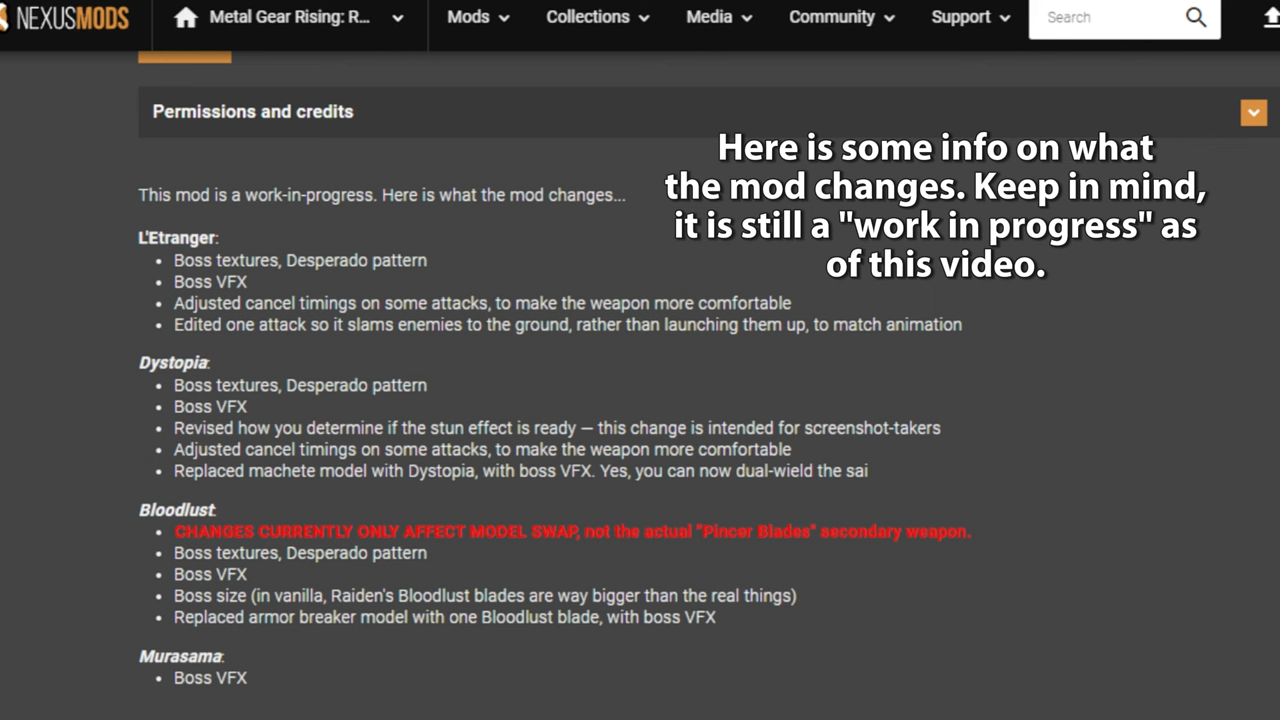 NEXUSMODS
Metal Gear Rising: R...
Mods
Collections
Media
Community
Support
Search
Permissions and credits
Here is some info on what
the mod changes. Keep in mind,
it is still a "work in progress" as
of this video.
This mod is a work-in-progress. Here is what the mod changes...
L'Etranger:
• Boss textures, Desperado pattern
• Boss VFX
• Adjusted cancel timings on some attacks, to make the weapon more comfortable
• Edited one attack so it slams enemies to the ground, rather than launching them up, to match animation
Dystopia:
• Boss textures, Desperado pattern
• Boss VFX
• Revised how you determine if the stun effect is ready — this change is intended for screenshot-takers
• Adjusted cancel timings on some attacks, to make the weapon more comfortable
• Replaced machete model with Dystopia, with boss VFX. Yes, you can now dual-wield the sai
Bloodlust:
• CHANGES CURRENTLY ONLY AFFECT MODEL SWAP, not the actual "Pincer Blades" secondary weapon.
• Boss textures, Desperado pattern
• Boss VFX
• Boss size (in vanilla, Raiden's Bloodlust blades are way bigger than the real things)
• Replaced armor breaker model with one Bloodlust blade, with boss VFX
Murasama:
• Boss VFX